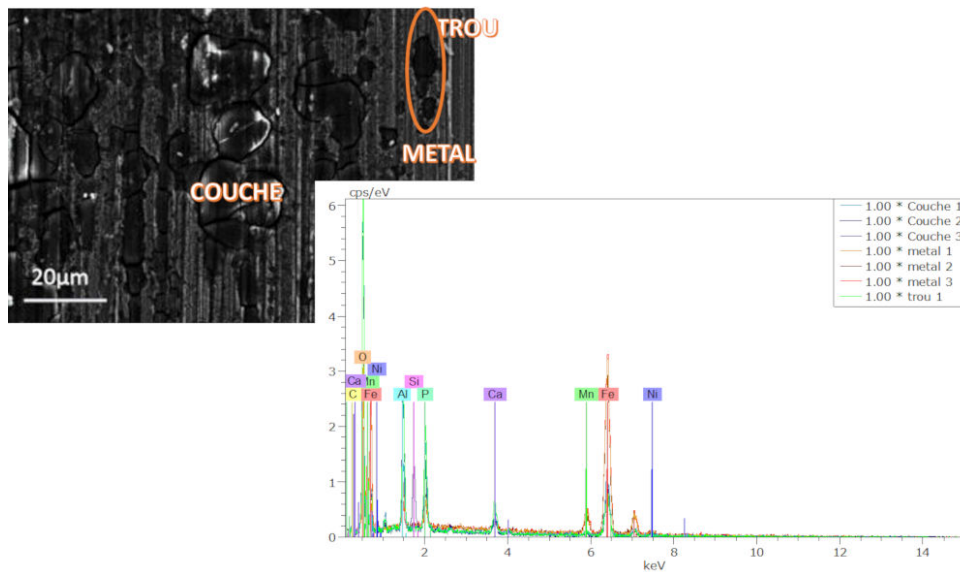 TROU
METAL
COUCHE
20µm
cps/eV
6
5
4
3
2
1
0
1.00 * Couche 1
1.00 * Couche 2
1.00 * Couche 3
1.00 * metal 1
1.00 * metal 2
1.00 * metal 3
1.00 * trou 1
O
Ni
Ca Mn Si
C Fe Al P Ca Mn Fe Ni
2 4 6 8 10 12 14
keV